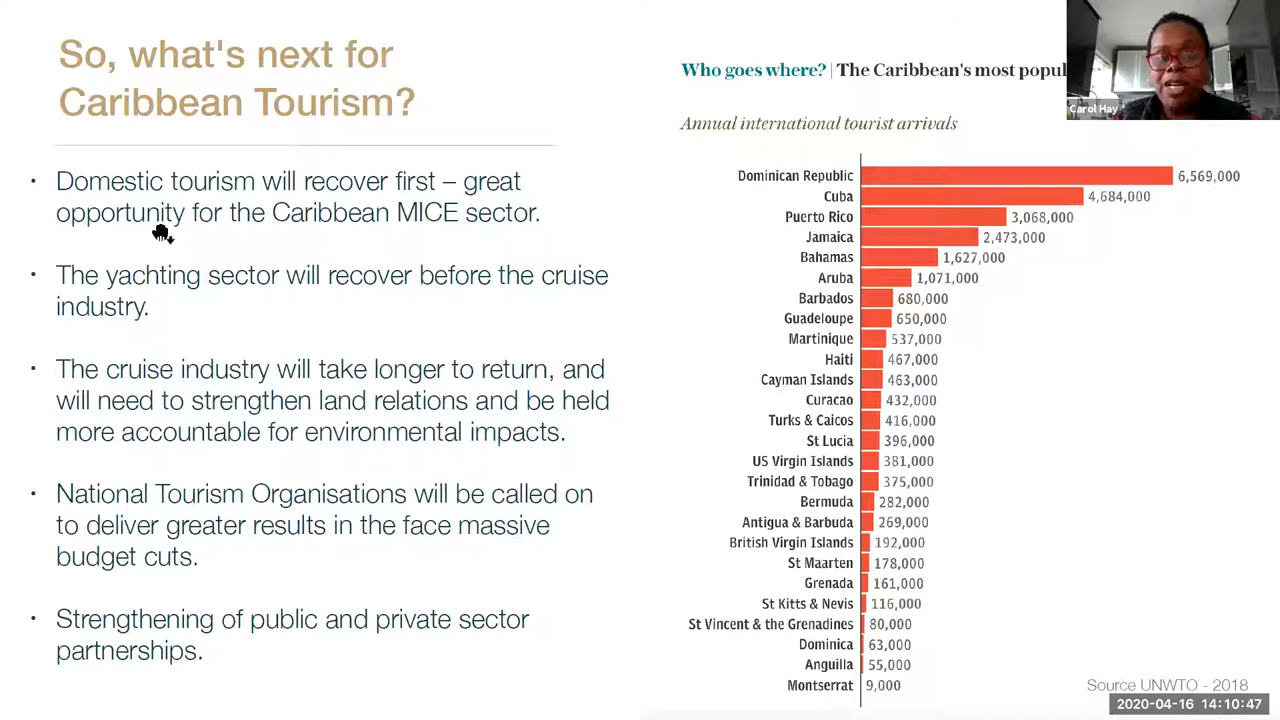 So, what's next for
Caribbean Tourism?
• Domestic tourism will recover first – great
opportunity for the Caribbean MICE sector.
• The yachting sector will recover before the cruise
industry.
• The cruise industry will take longer to return, and
will need to strengthen land relations and be held
more accountable for environmental impacts.
• National Tourism Organisations will be called on
to deliver greater results in the face massive
budget cuts.
• Strengthening of public and private sector
partnerships.
Who goes where? | The Caribbean's most popul
Annual international tourist arrivals
Dominican Republic 6,569,000
Cuba 4,684,000
Puerto Rico 3,068,000
Jamaica 2,473,000
Bahamas 1,627,000
Aruba 1,071,000
Barbados 680,000
Guadeloupe 650,000
Martinique 537,000
Haiti 467,000
Cayman Islands 463,000
Curacao 432,000
Turks & Caicos 416,000
St Lucia 396,000
US Virgin Islands 381,000
Trinidad & Tobago 375,000
Bermuda 282,000
Antigua & Barbuda 269,000
British Virgin Islands 192,000
St Maarten 178,000
Grenada 161,000
St Kitts & Nevis 116,000
St Vincent & the Grenadines 80,000
Dominica 63,000
Anguilla 55,000
Montserrat 9,000
Source UNWTO - 2018
Carol Hay
2020-04-16 14:10:47